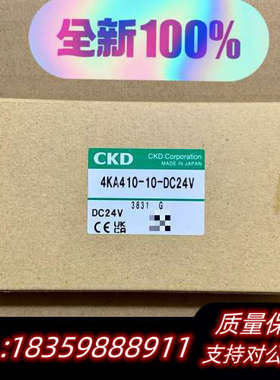 全新100%
CKD CKD Corporation
MADE IN JAPAN
4KA410-10-DC24V
3831 G
DC24V
CE UK CA
质量保
:18359888911 支持对公